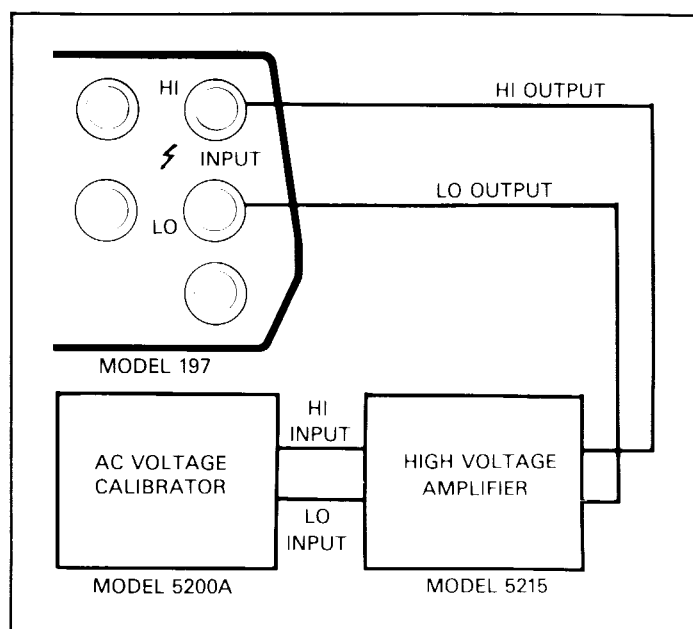 HI
HI OUTPUT
INPUT
LO OUTPUT
LO
MODEL 197
HI
INPUT
AC VOLTAGE
CALIBRATOR
HIGH VOLTAGE
AMPLIFIER
LO
INPUT
MODEL 5200A
MODEL 5215